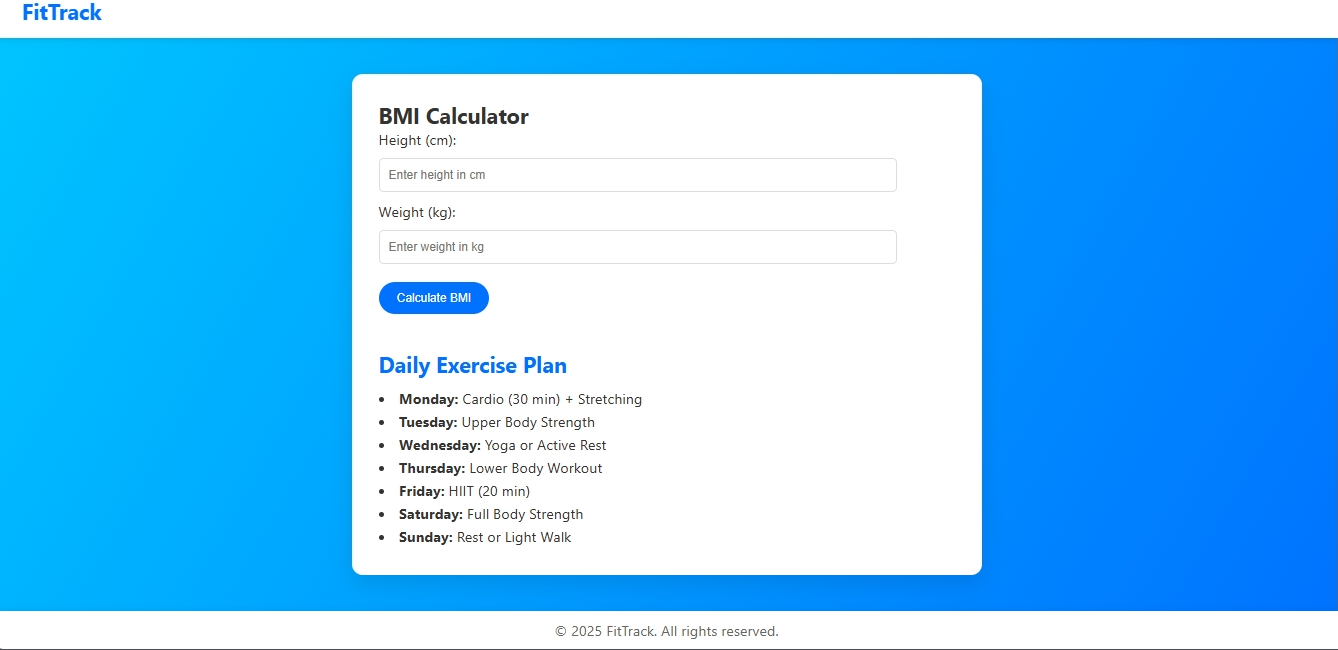 FitTrack
BMI Calculator
Height (cm):
Enter height in cm
Weight (kg):
Enter weight in kg
Calculate BMI
Daily Exercise Plan
• Monday: Cardio (30 min) + Stretching
• Tuesday: Upper Body Strength
• Wednesday: Yoga or Active Rest
• Thursday: Lower Body Workout
• Friday: HIIT (20 min)
• Saturday: Full Body Strength
• Sunday: Rest or Light Walk
© 2025 FitTrack. All rights reserved.